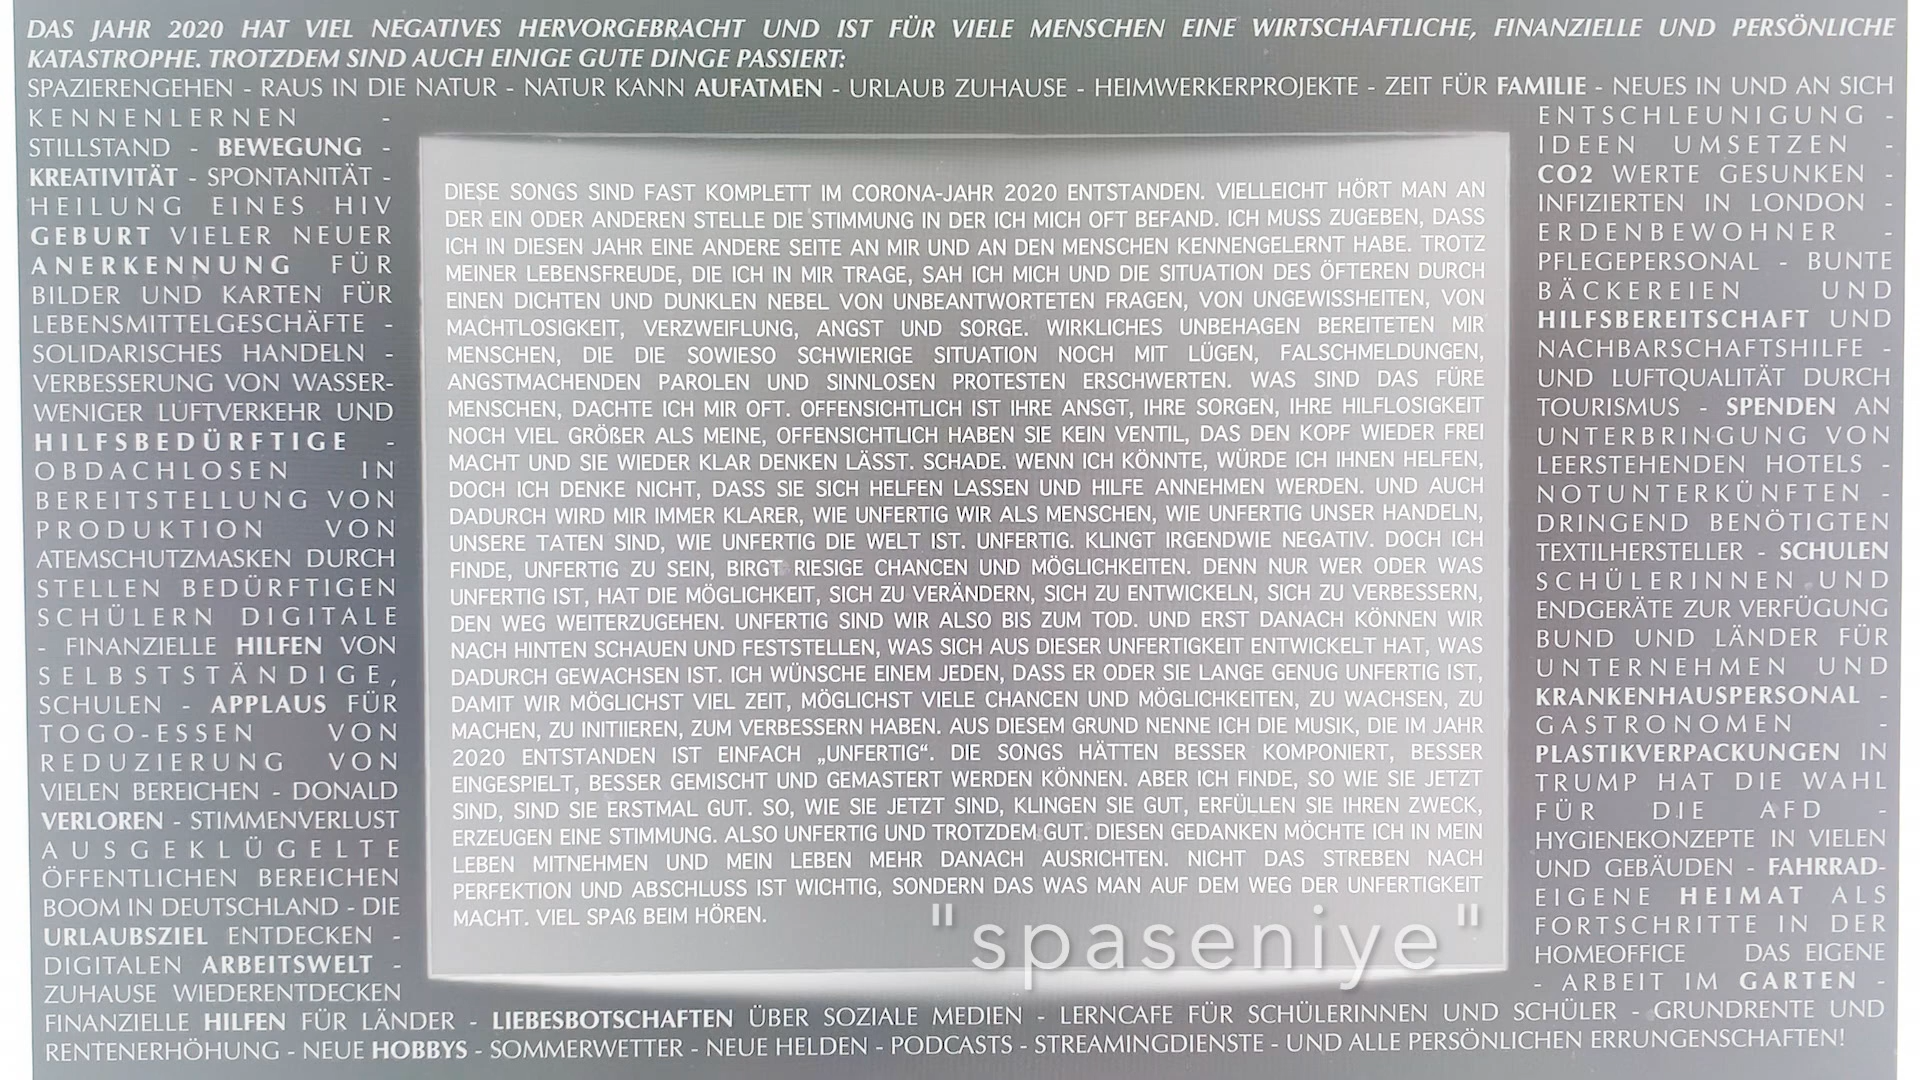 DAS JAHR 2020 HAT VIEL NEGATIVES HERVORGEBRACHT UND IST FÜR VIELE MENSCHEN EINE WIRTSCHAFTLICHE, FINANZIELLE UND PERSÖNLICHE
KATASTROPHE. TROTZDEM SIND AUCH EINIGE GUTE DINGE PASSIERT:
SPAZIERENGEHEN - RAUS IN DIE NATUR - NATUR KANN AUFATMEN - URLAUB ZUHAUSE - HEIMWERKERPROJEKTE - ZEIT FÜR FAMILIE - NEUES IN UND AN SICH
KENNENLERNEN - ENTSCHLEUNIGUNG -
STILLSTAND - BEWEGUNG - IDEEN UMSETZEN -
KREATIVITÄT - SPONTANITÄT - CO2 WERTE GESUNKEN -
HEILUNG EINES HIV INFIZIERTEN IN LONDON -
GEBURT VIELER NEUER ERDENBEWOHNER -
ANERKENNUNG FÜR PFLEGEPERSONAL - BUNTE
BILDER UND KARTEN FÜR BÄCKEREIEN UND
LEBENSMITTELGESCHÄFTE - HILFSBEREITSCHAFT UND
SOLIDARISCHES HANDELN - NACHBARSCHAFTSHILFE -
VERBESSERUNG VON WASSER- UND LUFTQUALITÄT DURCH
WENIGER LUFTVERKEHR UND TOURISMUS - SPENDEN AN
HILFSBEDÜRFTIGE - UNTERBRINGUNG VON
OBDACHLOSEN IN LEERSTEHENDEN HOTELS -
BEREITSTELLUNG VON NOTUNTERKÜNFTEN -
PRODUKTION VON DRINGEND BENÖTIGTEN
ATEMSCHUTZMASKEN DURCH TEXTILHERSTELLER - SCHULEN
STELLEN BEDÜRFTIGEN SCHÜLERINNEN UND
SCHÜLERN DIGITALE ENDGERÄTE ZUR VERFÜGUNG
- FINANZIELLE HILFEN VON BUND UND LÄNDER FÜR
SELBSTSTÄNDIGE, UNTERNEHMEN UND
SCHULEN - APPLAUS FÜR KRANKENHAUSPERSONAL -
TOGO-ESSEN VON GASTRONOMEN -
REDUZIERUNG VON PLASTIKVERPACKUNGEN IN
VIELEN BEREICHEN - DONALD TRUMP HAT DIE WAHL
VERLOREN - STIMMENVERLUST FÜR DIE AFD -
AUSGEKLÜGELTE HYGIENEKONZEPTE IN VIELEN
ÖFFENTLICHEN BEREICHEN UND GEBÄUDEN - FAHRRAD-
BOOM IN DEUTSCHLAND - DIE EIGENE HEIMAT ALS
URLAUBSZIEL ENTDECKEN - FORTSCHRITTE IN DER
DIGITALEN ARBEITSWELT - HOMEOFFICE DAS EIGENE
ZUHAUSE WIEDERENTDECKEN - ARBEIT IM GARTEN -
FINANZIELLE HILFEN FÜR LÄNDER - LIEBESBOTSCHAFTEN ÜBER SOZIALE MEDIEN - LERNCAFE FÜR SCHÜLERINNEN UND SCHÜLER - GRUNDRENTE UND
RENTENERHÖHUNG - NEUE HOBBYS - SOMMERWETTER - NEUE HELDEN - PODCASTS - STREAMINGDIENSTE - UND ALLE PERSÖNLICHEN ERRUNGENSCHAFTEN!
DIESE SONGS SIND FAST KOMPLETT IM CORONA-JAHR 2020 ENTSTANDEN. VIELLEICHT HÖRT MAN AN
DER EIN ODER ANDEREN STELLE DIE STIMMUNG IN DER ICH MICH OFT BEFAND. ICH MUSS ZUGEBEN, DASS
ICH IN DIESEN JAHR EINE ANDERE SEITE AN MIR UND AN DEN MENSCHEN KENNENGELERNT HABE. TROTZ
MEINER LEBENSFREUDE, DIE ICH IN MIR TRAGE, SAH ICH MICH UND DIE SITUATION DES ÖFTEREN DURCH
EINEN DICHTEN UND DUNKLEN NEBEL VON UNBEANTWORTETEN FRAGEN, VON UNGEWISSHEITEN, VON
MACHTLOSIGKEIT, VERZWEIFLUNG, ANGST UND SORGE. WIRKLICHES UNBEHAGEN BEREITETEN MIR
MENSCHEN, DIE DIE SOWIESO SCHWIERIGE SITUATION NOCH MIT LÜGEN, FALSCHMELDUNGEN,
ANGSTMACHENDEN PAROLEN UND SINNLOSEN PROTESTEN ERSCHWERTEN. WAS SIND DAS FÜRE
MENSCHEN, DACHTE ICH MIR OFT. OFFENSICHTLICH IST IHRE ANSGT, IHRE SORGEN, IHRE HILFLOSIGKEIT
NOCH VIEL GRÖßER ALS MEINE, OFFENSICHTLICH HABEN SIE KEIN VENTIL, DAS DEN KOPF WIEDER FREI
MACHT UND SIE WIEDER KLAR DENKEN LÄSST. SCHADE. WENN ICH KÖNNTE, WÜRDE ICH IHNEN HELFEN,
DOCH ICH DENKE NICHT, DASS SIE SICH HELFEN LASSEN UND HILFE ANNEHMEN WERDEN. UND AUCH
DADURCH WIRD MIR IMMER KLARER, WIE UNFERTIG WIR ALS MENSCHEN, WIE UNFERTIG UNSER HANDELN,
UNSERE TATEN SIND, WIE UNFERTIG DIE WELT IST. UNFERTIG. KLINGT IRGENDWIE NEGATIV. DOCH ICH
FINDE, UNFERTIG ZU SEIN, BIRGT RIESIGE CHANCEN UND MÖGLICHKEITEN. DENN NUR WER ODER WAS
UNFERTIG IST, HAT DIE MÖGLICHKEIT, SICH ZU VERÄNDERN, SICH ZU ENTWICKELN, SICH ZU VERBESSERN,
DEN WEG WEITERZUGEHEN. UNFERTIG SIND WIR ALSO BIS ZUM TOD. UND ERST DANACH KÖNNEN WIR
NACH HINTEN SCHAUEN UND FESTSTELLEN, WAS SICH AUS DIESER UNFERTIGKEIT ENTWICKELT HAT, WAS
DADURCH GEWACHSEN IST. ICH WÜNSCHE EINEM JEDEN, DASS ER ODER SIE LANGE GENUG UNFERTIG IST,
DAMIT WIR MÖGLICHST VIEL ZEIT, MÖGLICHST VIELE CHANCEN UND MÖGLICHKEITEN, ZU WACHSEN, ZU
MACHEN, ZU INITIIEREN, ZUM VERBESSERN HABEN. AUS DIESEM GRUND NENNE ICH DIE MUSIK, DIE IM JAHR
2020 ENTSTANDEN IST EINFACH „UNFERTIG“. DIE SONGS HÄTTEN BESSER KOMPONIERT, BESSER
EINGESPIELT, BESSER GEMISCHT UND GEMASTERT WERDEN KÖNNEN. ABER ICH FINDE, SO WIE SIE JETZT
SIND, SIND SIE ERSTMAL GUT. SO, WIE SIE JETZT SIND, KLINGEN SIE GUT, ERFÜLLEN SIE IHREN ZWECK,
ERZEUGEN EINE STIMMUNG. ALSO UNFERTIG UND TROTZDEM GUT. DIESEN GEDANKEN MÖCHTE ICH IN MEIN
LEBEN MITNEHMEN UND MEIN LEBEN MEHR DANACH AUSRICHTEN. NICHT DAS STREBEN NACH
PERFEKTION UND ABSCHLUSS IST WICHTIG, SONDERN DAS WAS MAN AUF DEM WEG DER UNFERTIGKEIT
MACHT. VIEL SPAß BEIM HÖREN.
"spaseniye"